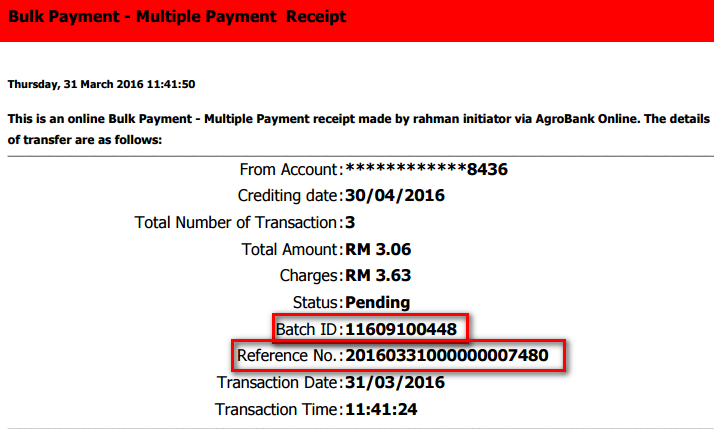 Bulk Payment - Multiple Payment  Receipt
Thursday, 31 March 2016 11:41:50
This is an online Bulk Payment - Multiple Payment receipt made by rahman initiator via AgroBank Online. The details
of transfer are as follows:
From Account:************8436
Crediting date:30/04/2016
Total Number of Transaction:3
Total Amount:RM 3.06
Charges:RM 3.63
Status:Pending
Batch ID:11609100448
Reference No.:20160331000000007480
Transaction Date:31/03/2016
Transaction Time:11:41:24